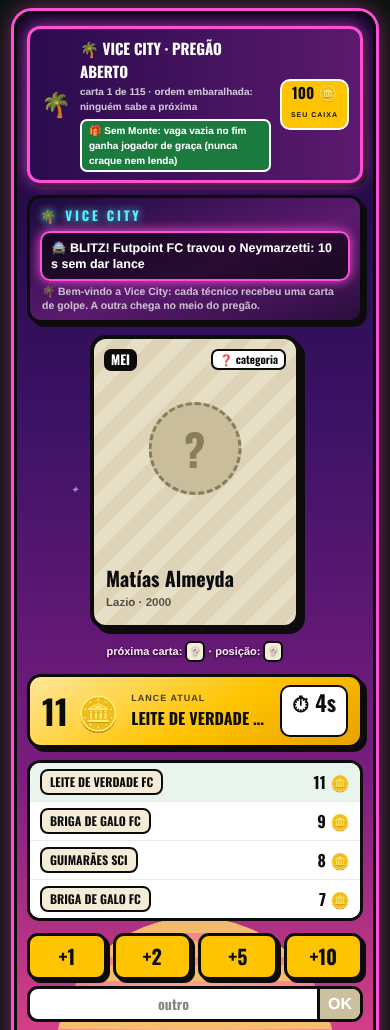 🌴 VICE CITY · PREGÃO
ABERTO
carta 1 de 115 · ordem embaralhada:
ninguém sabe a próxima
🎁 Sem Monte: vaga vazia no fim
ganha jogador de graça (nunca
craque nem lenda)
100 🪙
SEU CAIXA
🌴 VICE CITY
🚔 BLITZ! Futpoint FC travou o Neymarzetti: 10
s sem dar lance
🌴 Bem-vindo a Vice City: cada técnico recebeu uma carta
de golpe. A outra chega no meio do pregão.
MEI
❓ categoria
?
Matías Almeyda
Lazio · 2000
próxima carta: ❔ · posição: ❔
11 🪙
LANCE ATUAL
LEITE DE VERDADE ...
⏱ 4s
LEITE DE VERDADE FC 11 🪙
BRIGA DE GALO FC 9 🪙
GUIMARÃES SCI 8 🪙
BRIGA DE GALO FC 7 🪙
+1 +2 +5 +10
outro OK